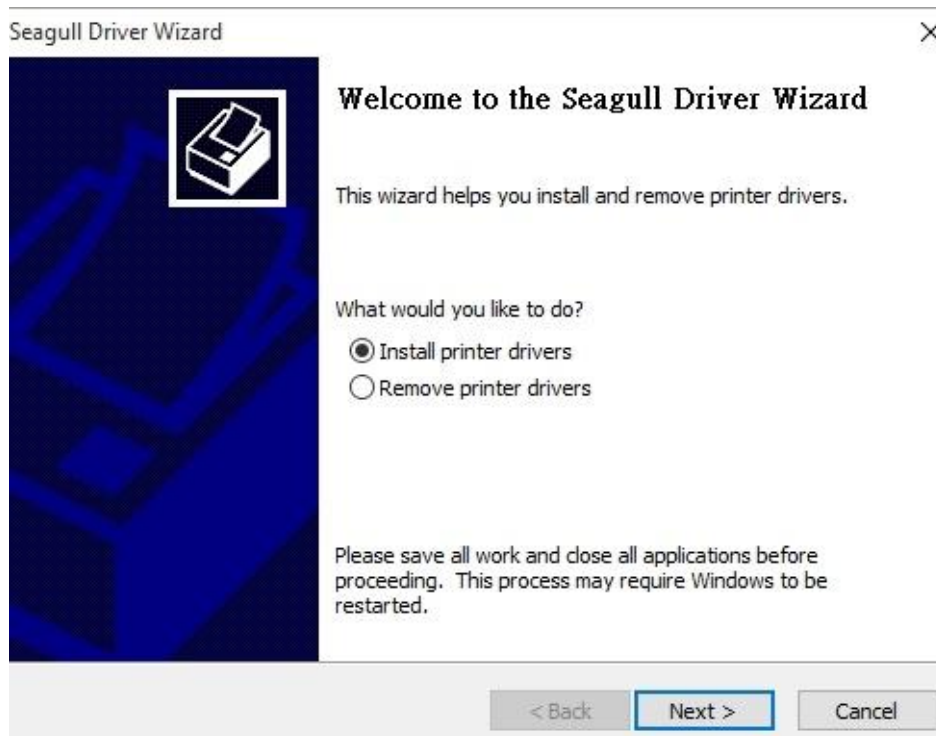 Seagull Driver Wizard
Welcome to the Seagull Driver Wizard
This wizard helps you install and remove printer drivers.
What would you like to do?
Install printer drivers
Remove printer drivers
Please save all work and close all applications before
proceeding.  This process may require Windows to be
restarted.
< Back
Next >
Cancel